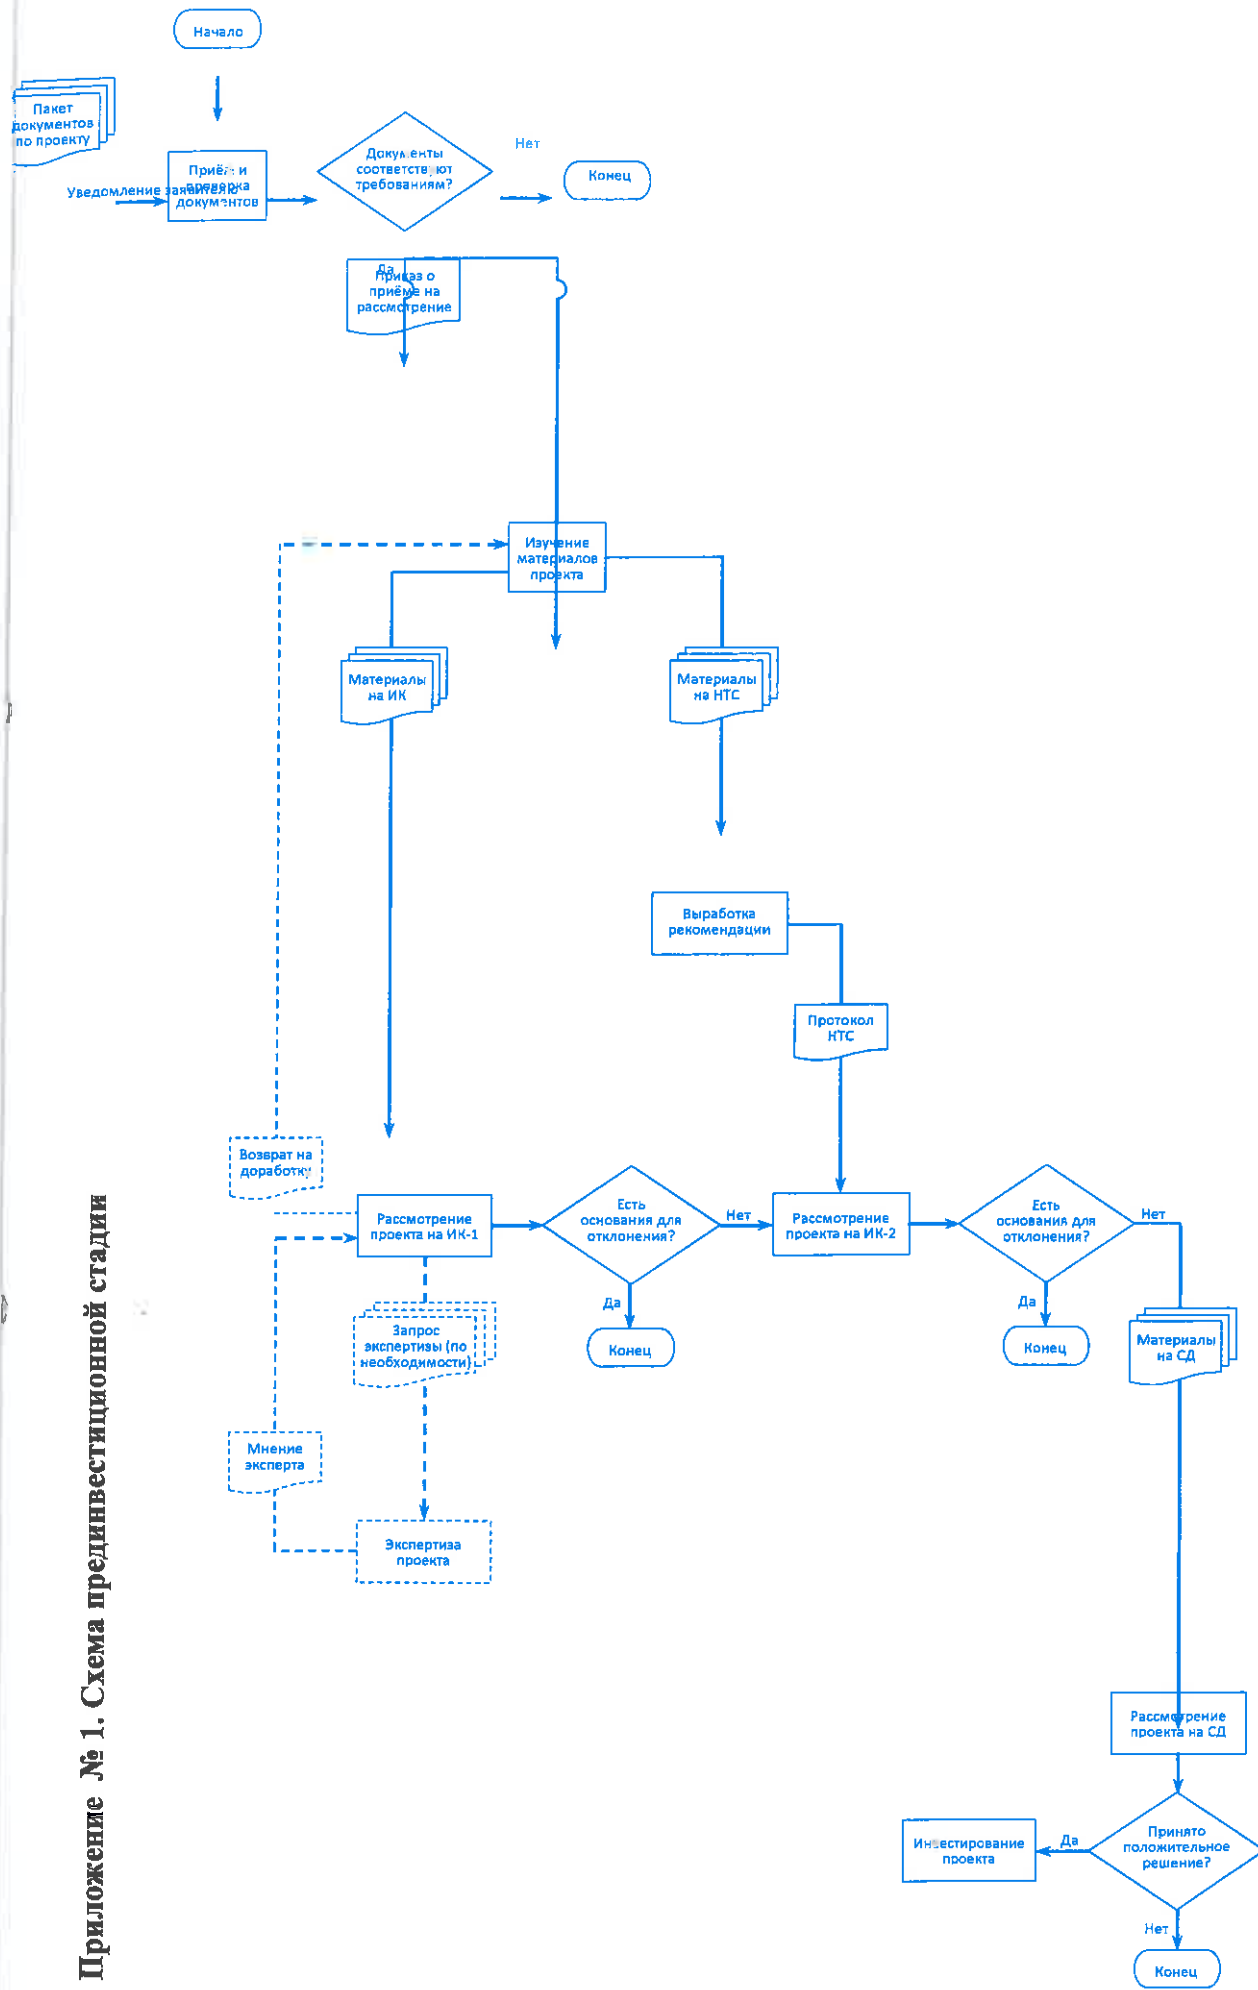 Начало
Пакет
документов
по проекту
Уведомление заявителю
Приём и
проверка
документов
Документы
соответствуют
требованиям?
Нет
Конец
Да
Приказ о
приёме на
рассмотрение
Изучение
материалов
проекта
Материалы
на ИК
Материалы
на НТС
Выработка
рекомендации
Протокол
НТС
Возврат на
доработку
Рассмотрение
проекта на ИК-1
Есть
основания для
отклонения?
Нет
Да
Конец
Рассмотрение
проекта на ИК-2
Есть
основания для
отклонения?
Нет
Да
Конец
Материалы
на СД
Запрос
экспертизы (по
необходимости)
Мнение
эксперта
Экспертиза
проекта
Рассмотрение
проекта на СД
Принято
положительное
решение?
Да
Инвестирование
проекта
Нет
Конец
Приложение № 1. Схема прединвестиционной стадии